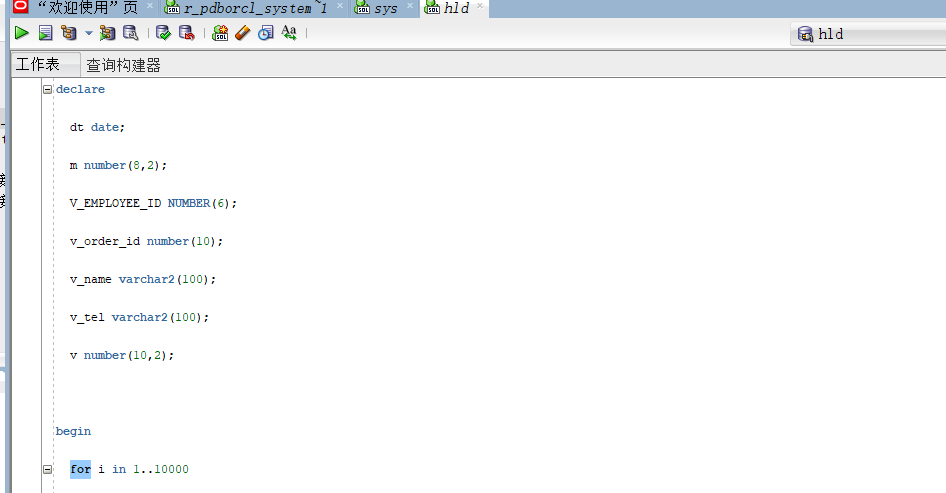 “欢迎使用”页 r_pdborcl_system~1 sys hld
hld
工作表 查询构建器
declare
dt date;
m number(8,2);
V_EMPLOYEE_ID NUMBER(6);
v_order_id number(10);
v_name varchar2(100);
v_tel varchar2(100);
v number(10,2);
begin
for i in 1..10000